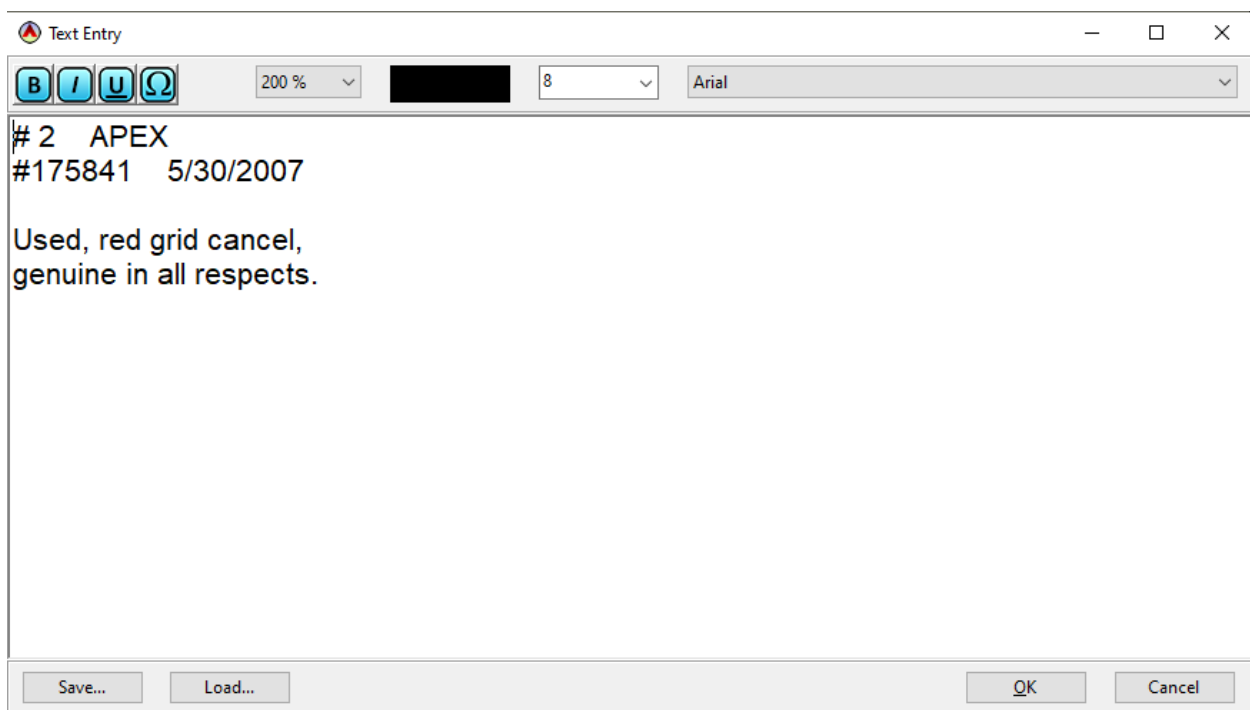 Text Entry
B I U Ω 200 % 8 Arial
# 2 APEX
#175841 5/30/2007
Used, red grid cancel,
genuine in all respects.
Save... Load... OK Cancel